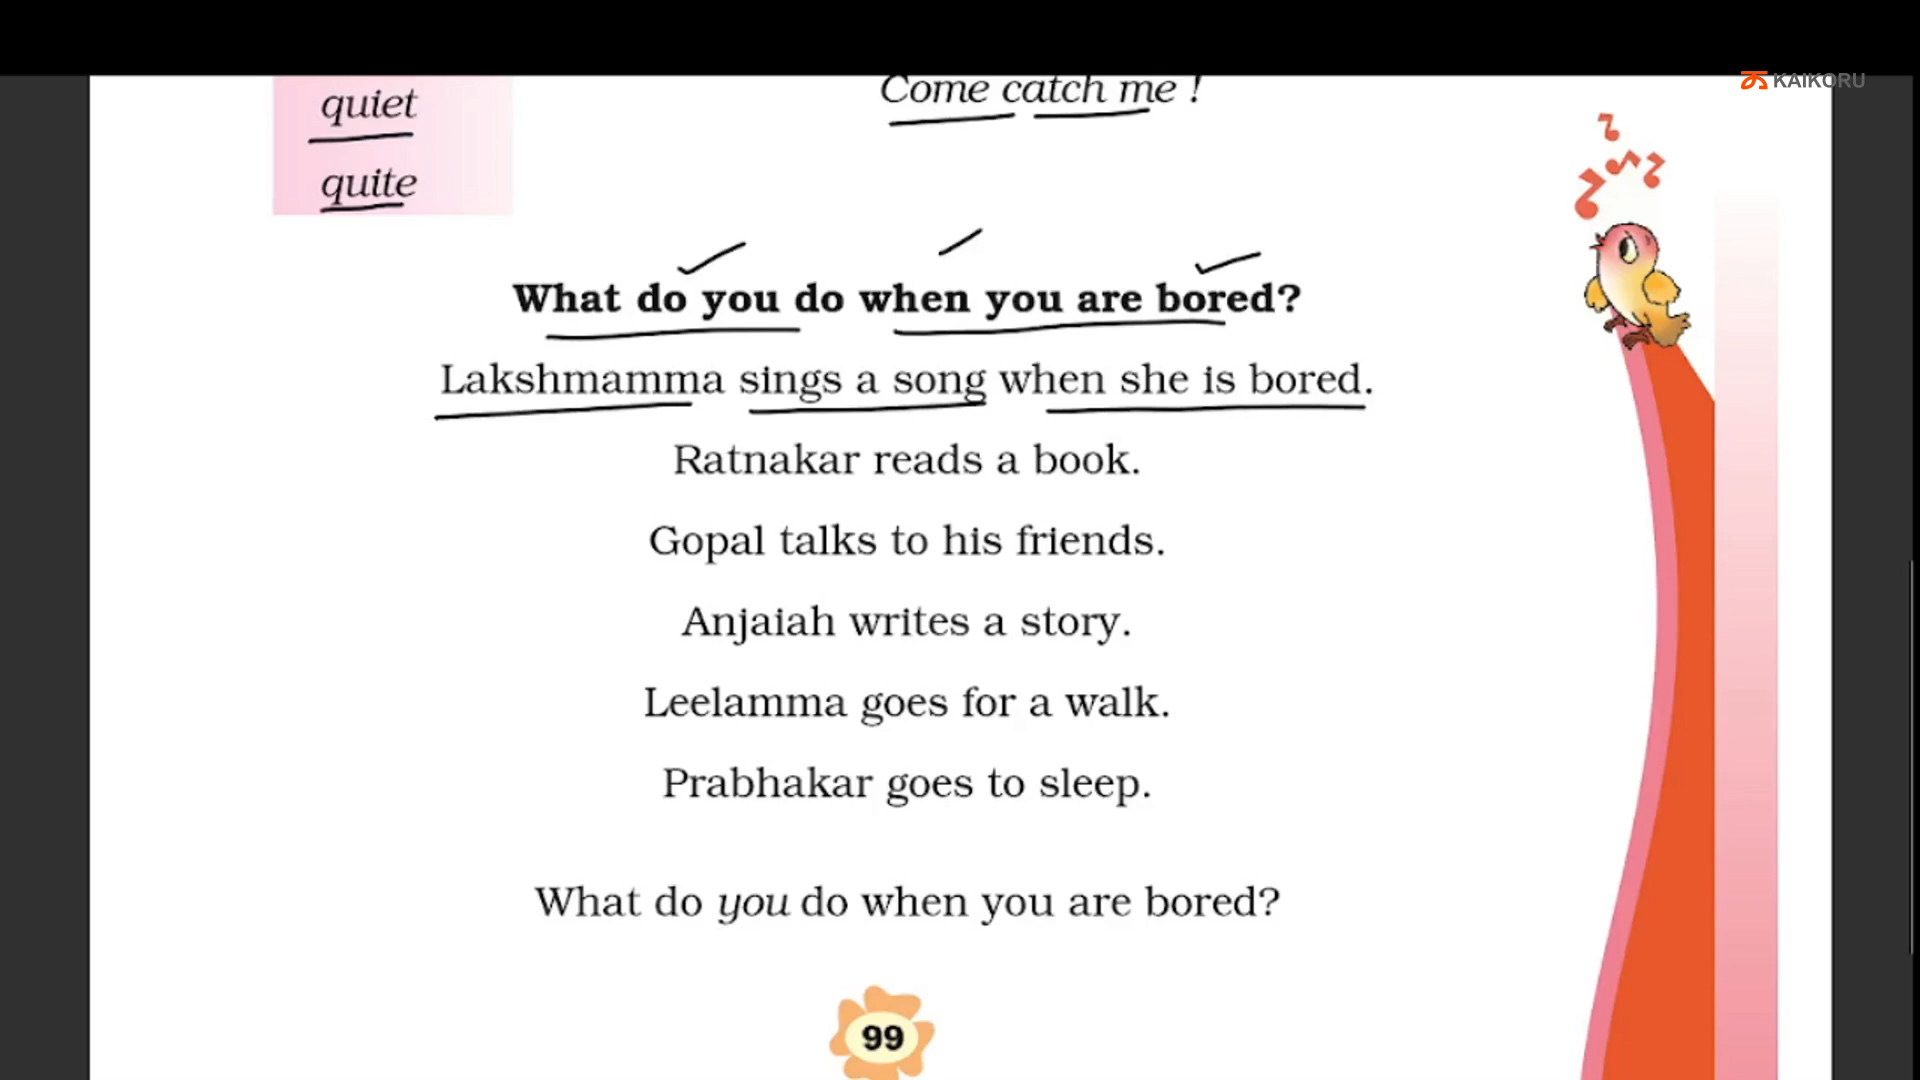 KAIKORU
quiet
quite
Come catch me !
What do you do when you are bored?
Lakshmamma sings a song when she is bored.
Ratnakar reads a book.
Gopal talks to his friends.
Anjaiah writes a story.
Leelamma goes for a walk.
Prabhakar goes to sleep.
What do you do when you are bored?
99